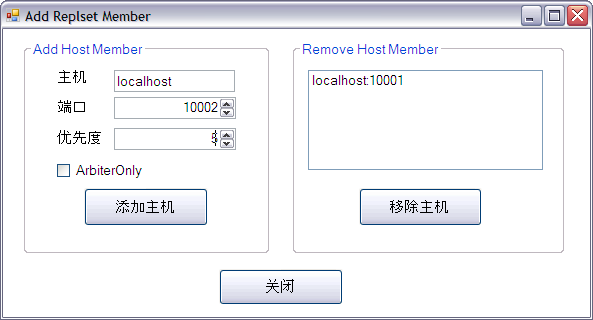 Add Replset Member
Add Host Member
主机
localhost
端口
10002
优先度
5
ArbiterOnly
添加主机
Remove Host Member
localhost:10001
移除主机
关闭